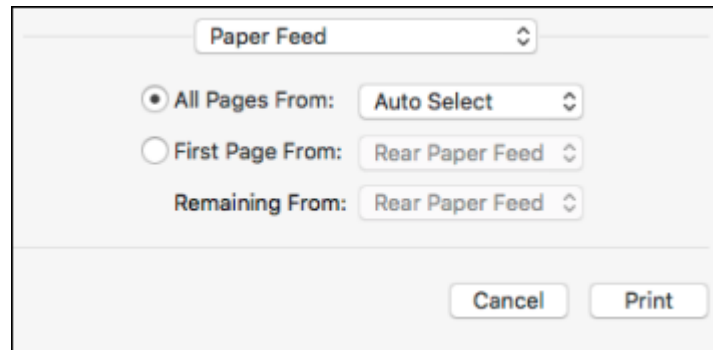 Paper Feed
All Pages From: Auto Select
First Page From: Rear Paper Feed
Remaining From: Rear Paper Feed
Cancel Print